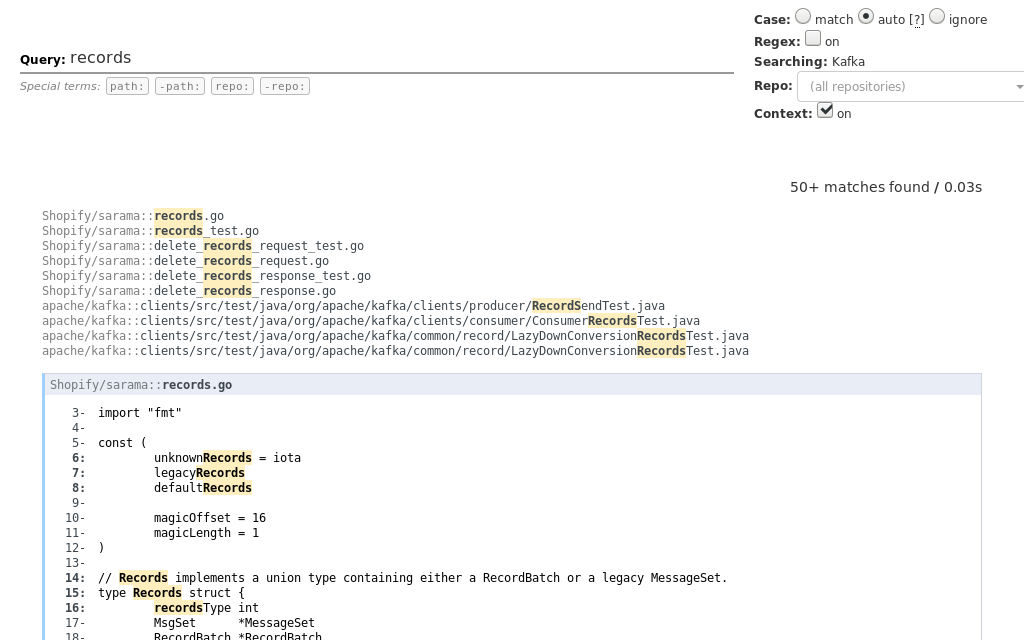 Case: match auto [?] ignore
Query: records
Regex: on
Searching: Kafka
Special terms: path: -path: repo: -repo:
Repo: (all repositories)
Context: on
50+ matches found / 0.03s
Shopify/sarama::records.go
Shopify/sarama::records_test.go
Shopify/sarama::delete_records_request_test.go
Shopify/sarama::delete_records_request.go
Shopify/sarama::delete_records_response_test.go
Shopify/sarama::delete_records_response.go
apache/kafka::clients/src/test/java/org/apache/kafka/clients/producer/RecordSendTest.java
apache/kafka::clients/src/test/java/org/apache/kafka/clients/consumer/ConsumerRecordsTest.java
apache/kafka::clients/src/test/java/org/apache/kafka/common/record/LazyDownConversionRecordsTest.java
apache/kafka::clients/src/test/java/org/apache/kafka/common/record/LazyDownConversionRecordsTest.java
Shopify/sarama::records.go
3- import "fmt"
4-
5- const (
6: unknownRecords = iota
7: legacyRecords
8: defaultRecords
9-
10- magicOffset = 16
11- magicLength = 1
12- )
13-
14: // Records implements a union type containing either a RecordBatch or a legacy MessageSet.
15: type Records struct {
16: recordsType int
17- MsgSet *MessageSet
18- RecordBatch *RecordBatch